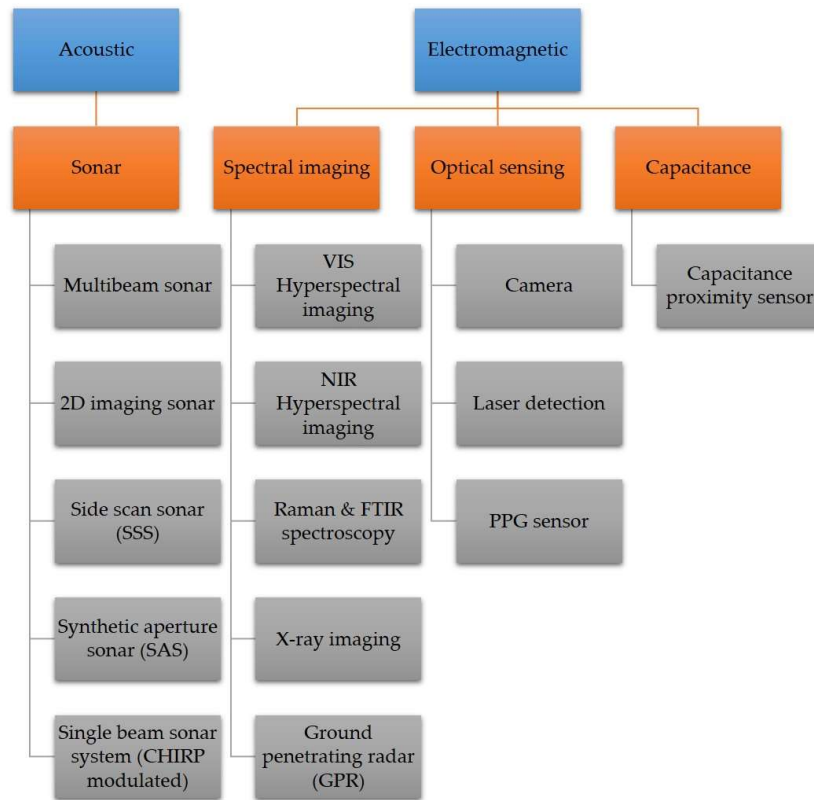 Acoustic
Electromagnetic
Sonar
Spectral imaging
Optical sensing
Capacitance
Multibeam sonar
2D imaging sonar
Side scan sonar
(SSS)
Synthetic aperture
sonar (SAS)
Single beam sonar
system (CHIRP
modulated)
VIS
Hyperspectral
imaging
NIR
Hyperspectral
imaging
Raman & FTIR
spectroscopy
X-ray imaging
Ground
penetrating radar
(GPR)
Camera
Laser detection
PPG sensor
Capacitance
proximity sensor